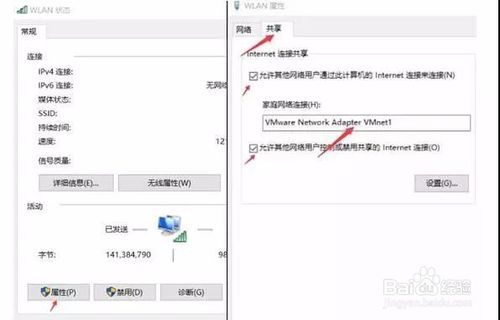 WLAN 状态
常规
连接
IPv4 连接:
IPv6 连接: 无网络
媒体状态:
SSID:
持续时间:
速度: 12
信号质量:
详细信息(E)...
无线属性(W)
活动
已发送
字节: 141,384,790 98
属性(P)
禁用(D)
诊断(G)
WLAN 属性
网络 共享
Internet 连接共享
允许其他网络用户通过此计算机的 Internet 连接来连接(N)
家庭网络连接(H):
VMware Network Adapter VMnet1
允许其他网络用户控制或禁用共享的 Internet 连接(O)
设置(G)...
Baidu 经验
jingyan.baidu.com